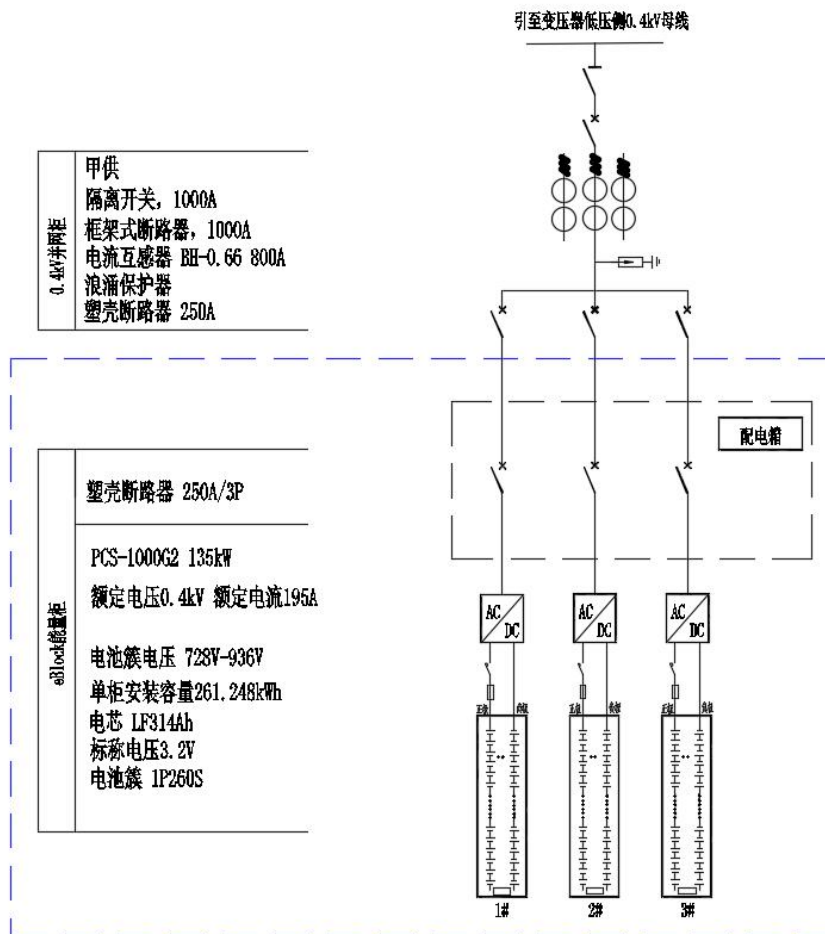 引至变压器低压侧0.4kV母线
0.4kV并网柜
甲供
隔离开关, 1000A
框架式断路器, 1000A
电流互感器 BH-0.66 800A
浪涌保护器
塑壳断路器 250A
配电箱
eBlock能量柜
塑壳断路器 250A/3P
PCS-1000G2 135kW
额定电压0.4kV 额定电流195A
电池簇电压 728V-936V
单柜安装容量261.248kWh
电芯 LF314Ah
标称电压3.2V
电池簇 1P260S
AC
DC
AC
DC
AC
DC
1#
2#
3#